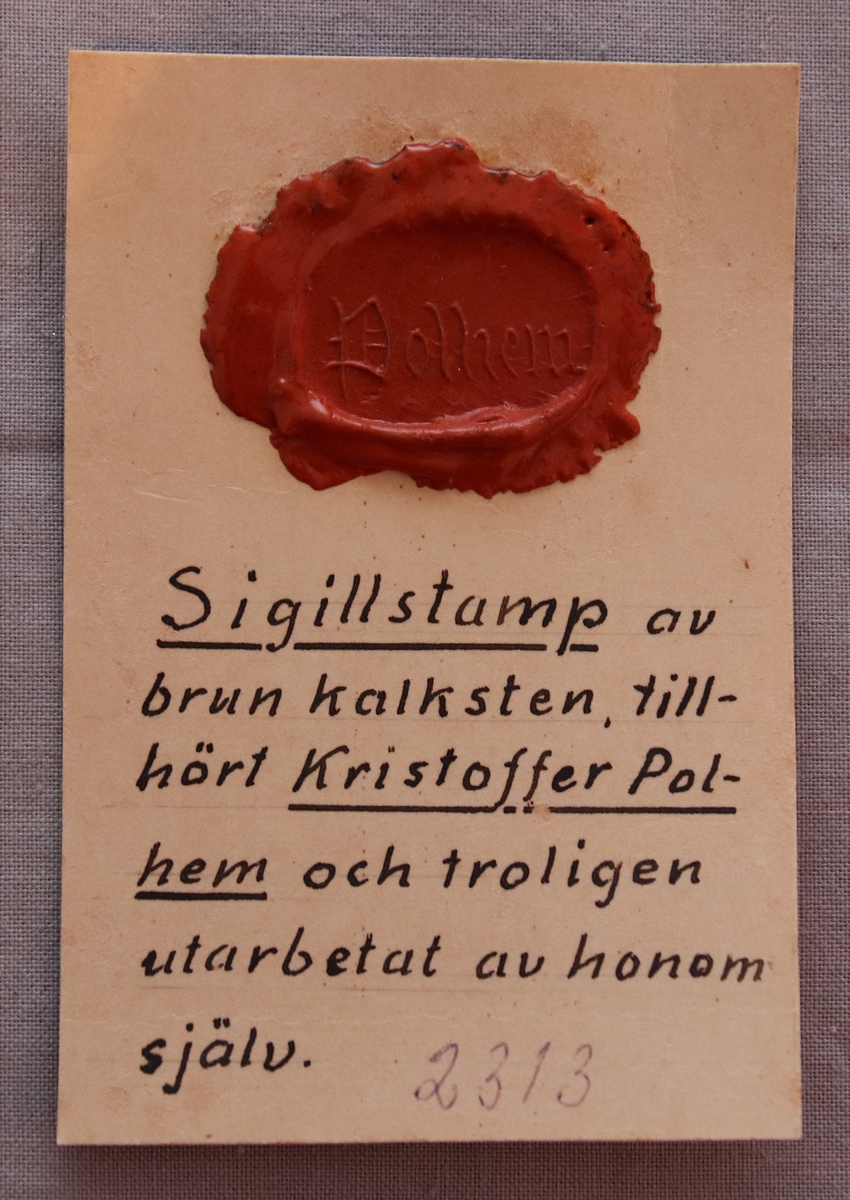 Polhem
Sigillstamp av
brun kalksten, till-
hört Kristoffer Pol-
hem och troligen
utarbetat av honom
själv.
2313